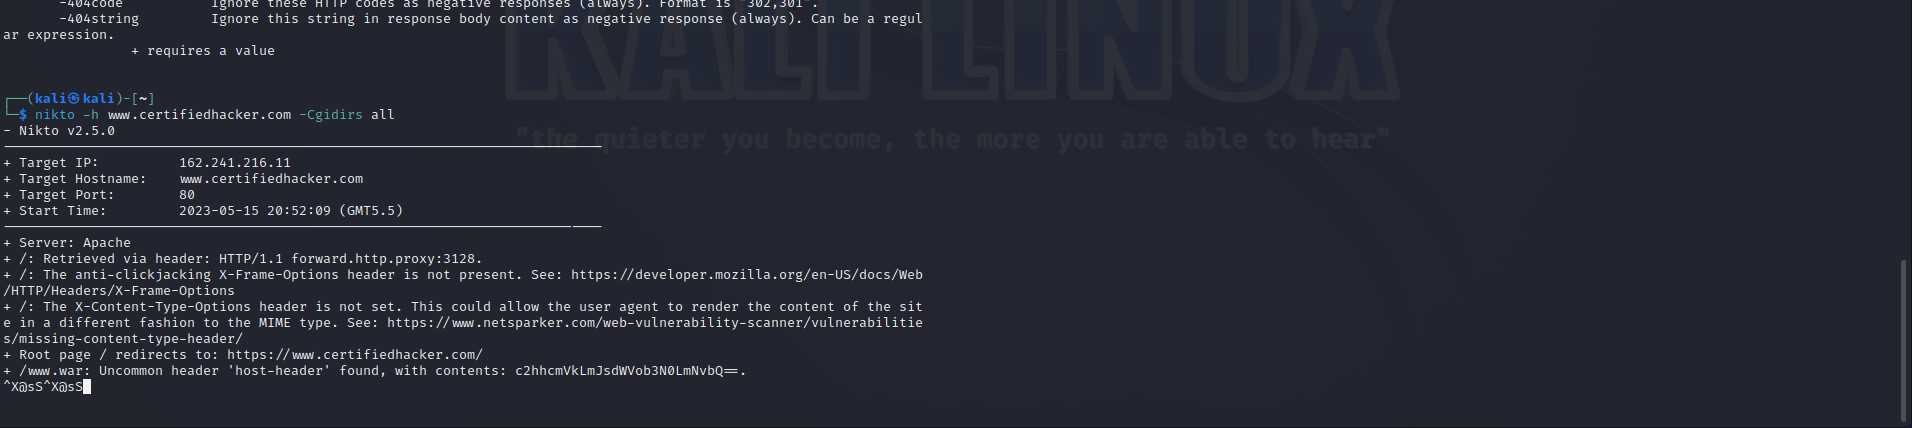 -404code         Ignore these HTTP codes as negative responses (always). Format is "302,301".
-404string         Ignore this string in response body content as negative response (always). Can be a regul
ar expression.
+ requires a value
KALI LINUX
"the quieter you become, the more you are able to hear"
┌──(kali㉿kali)-[~]
└─$ nikto -h www.certifiedhacker.com -Cgidirs all
- Nikto v2.5.0
---------------------------------------------------------------------------
+ Target IP:          162.241.216.11
+ Target Hostname:    www.certifiedhacker.com
+ Target Port:        80
+ Start Time:         2023-05-15 20:52:09 (GMT5.5)
---------------------------------------------------------------------------
+ Server: Apache
+ /: Retrieved via header: HTTP/1.1 forward.http.proxy:3128.
+ /: The anti-clickjacking X-Frame-Options header is not present. See: https://developer.mozilla.org/en-US/docs/Web
/HTTP/Headers/X-Frame-Options
+ /: The X-Content-Type-Options header is not set. This could allow the user agent to render the content of the sit
e in a different fashion to the MIME type. See: https://www.netsparker.com/web-vulnerability-scanner/vulnerabilitie
s/missing-content-type-header/
+ Root page / redirects to: https://www.certifiedhacker.com/
+ /www.war: Uncommon header 'host-header' found, with contents: c2hhcmVkLmJsdWVob3N0LmNvbQ==.
^X@sS^X@sS